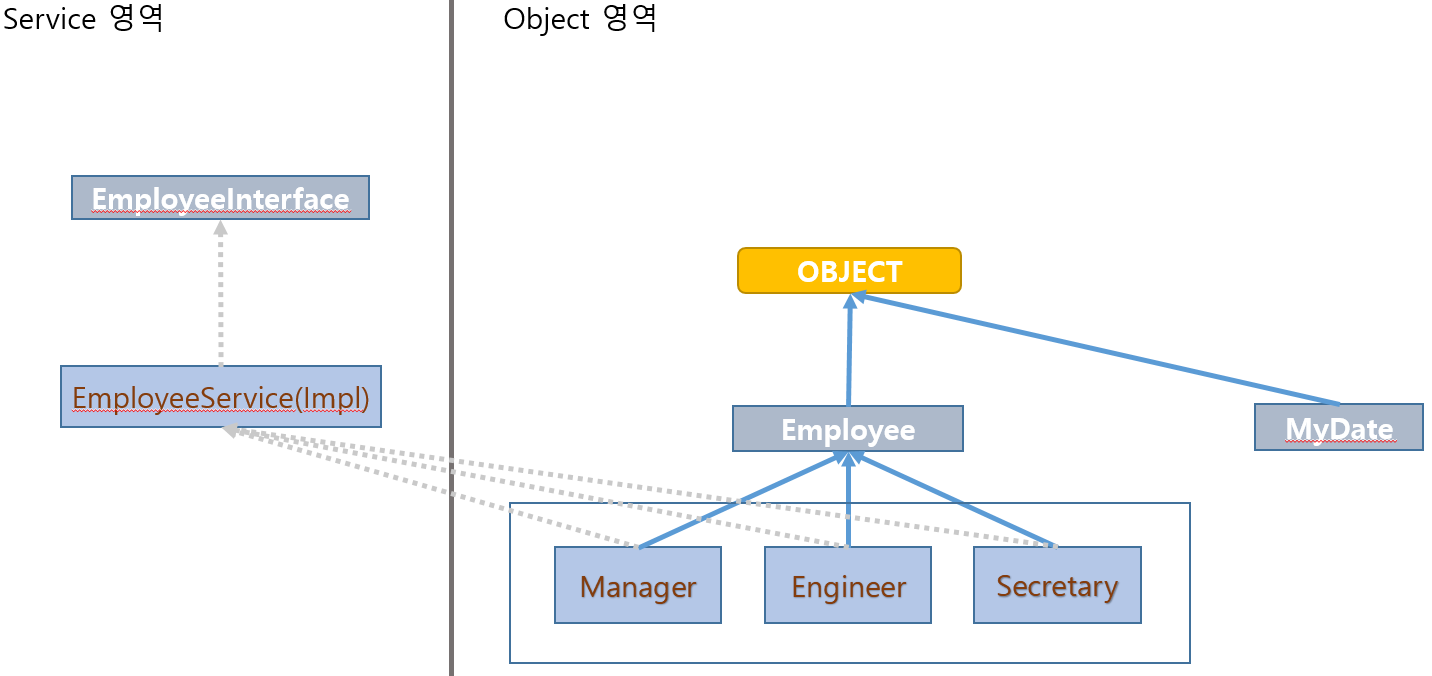 Service 영역
Object 영역
EmployeeInterface
OBJECT
EmployeeService(Impl)
Employee
MyDate
Manager
Engineer
Secretary